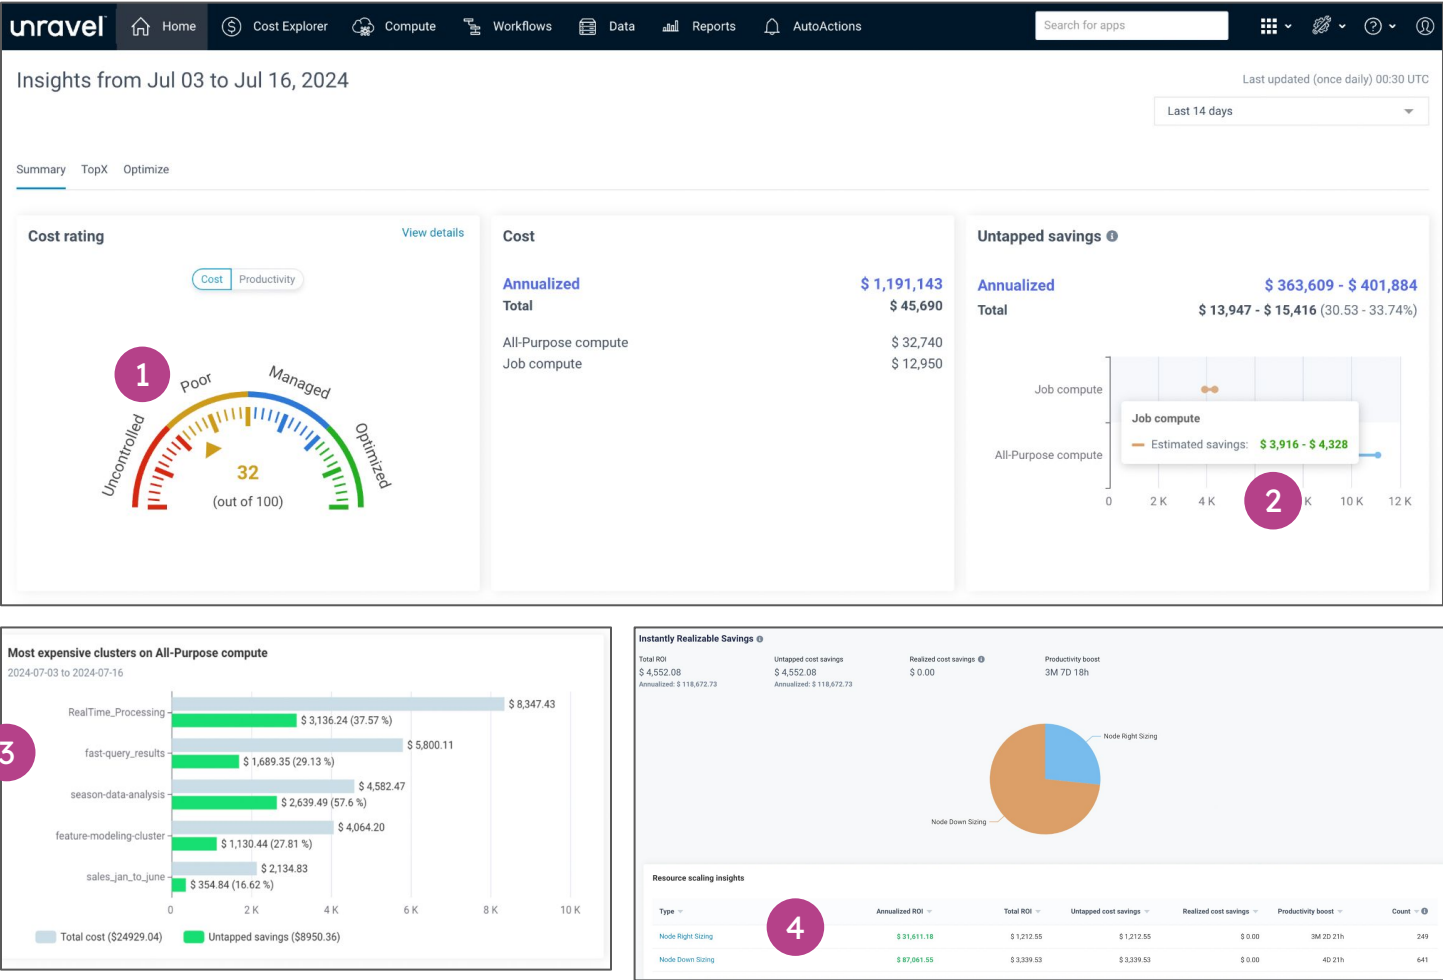 unravel Home Cost Explorer Compute Workflows Data Reports AutoActions Search for apps
Insights from Jul 03 to Jul 16, 2024
Last updated (once daily) 00:30 UTC
Last 14 days
Summary TopX Optimize
Cost rating View details
Cost Productivity
1
Uncontrolled Poor Managed Optimized
32
(out of 100)
Cost
Annualized $ 1,191,143
Total $ 45,690
All-Purpose compute $ 32,740
Job compute $ 12,950
Untapped savings
Annualized $ 363,609 - $ 401,884
Total $ 13,947 - $ 15,416 (30.53 - 33.74%)
Job compute
Job compute
Estimated savings: $ 3,916 - $ 4,328
All-Purpose compute
2
0 2 K 4 K K 10 K 12 K
Most expensive clusters on All-Purpose compute
2024-07-03 to 2024-07-16
3
RealTime_Processing $ 8,347.43
$ 3,136.24 (37.57 %)
fast-query_results $ 5,800.11
$ 1,689.35 (29.13 %)
season-data-analysis $ 4,582.47
$ 2,639.49 (57.6 %)
feature-modeling-cluster $ 4,064.20
$ 1,130.44 (27.81 %)
sales_jan_to_june $ 2,134.83
$ 354.84 (16.62 %)
0 2 K 4 K 6 K 8 K 10 K
Total cost ($24929.04) Untapped savings ($8950.36)
Instantly Realizable Savings
Total ROI Untapped cost savings Realized cost savings Productivity boost
$ 4,552.08 $ 4,552.08 $ 0.00 3M 7D 18h
Annualized: $ 118,672.73 Annualized: $ 118,672.73
Node Right Sizing
Node Down Sizing
Resource scaling insights
4
Type Annualized ROI Total ROI Untapped cost savings Realized cost savings Productivity boost Count
Node Right Sizing $ 31,611.18 $ 1,212.55 $ 1,212.55 $ 0.00 3M 2D 21h 249
Node Down Sizing $ 87,061.55 $ 3,339.53 $ 3,339.53 $ 0.00 4D 21h 641